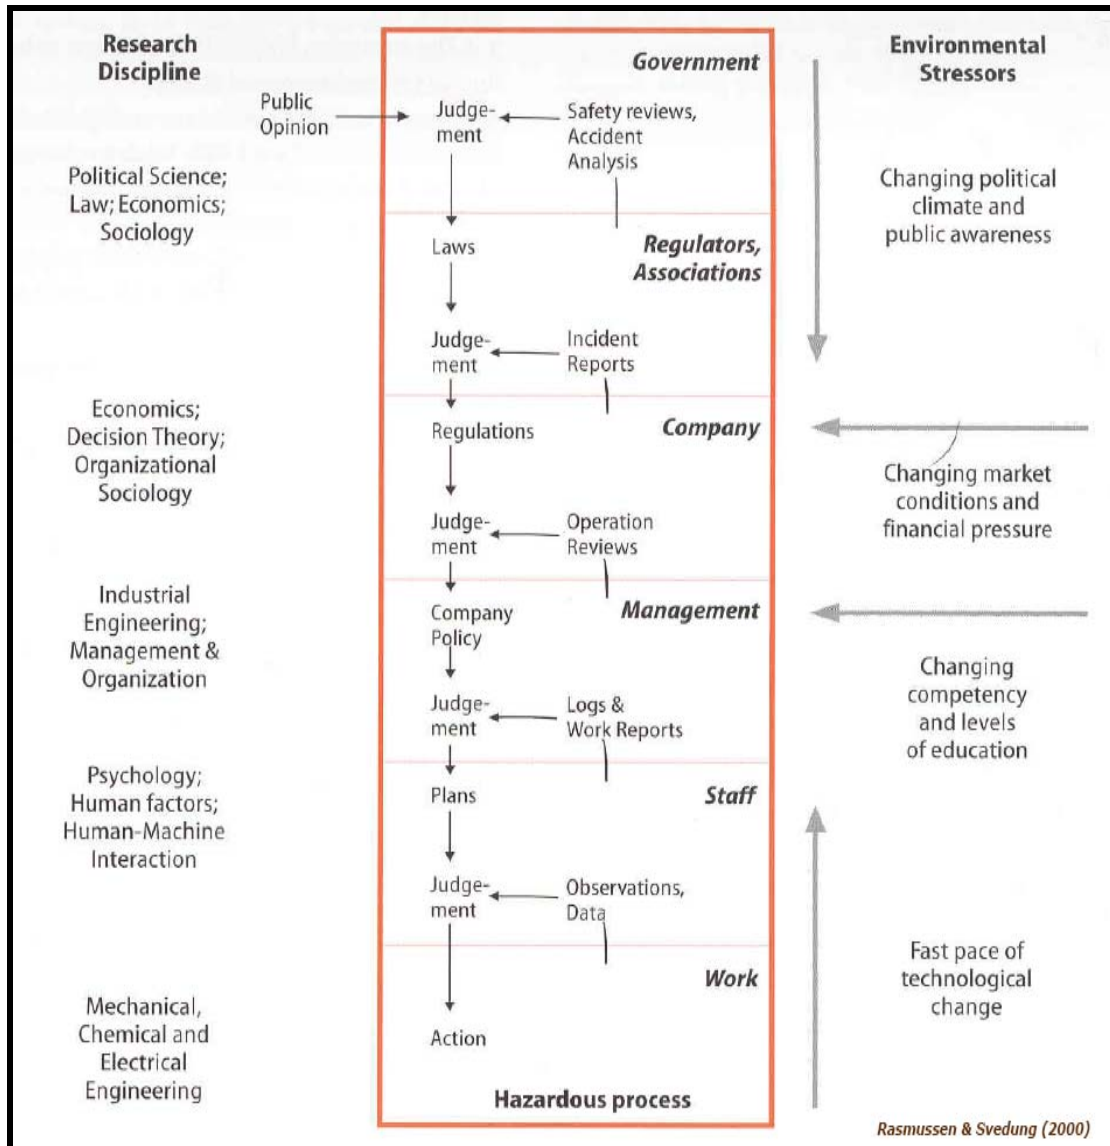 Research
Discipline
Government
Environmental
Stressors
Public
Opinion
Judge-
ment
Safety reviews,
Accident
Analysis
Political Science;
Law; Economics;
Sociology
Changing political
climate and
public awareness
Laws
Regulators,
Associations
Judge-
ment
Incident
Reports
Economics;
Decision Theory;
Organizational
Sociology
Regulations
Company
Changing market
conditions and
financial pressure
Judge-
ment
Operation
Reviews
Industrial
Engineering;
Management &
Organization
Company
Policy
Management
Changing
competency
and levels
of education
Judge-
ment
Logs &
Work Reports
Psychology;
Human factors;
Human-Machine
Interaction
Plans
Staff
Judge-
ment
Observations,
Data
Work
Fast pace of
technological
change
Mechanical,
Chemical and
Electrical
Engineering
Action
Hazardous process
Rasmussen & Svedung (2000)